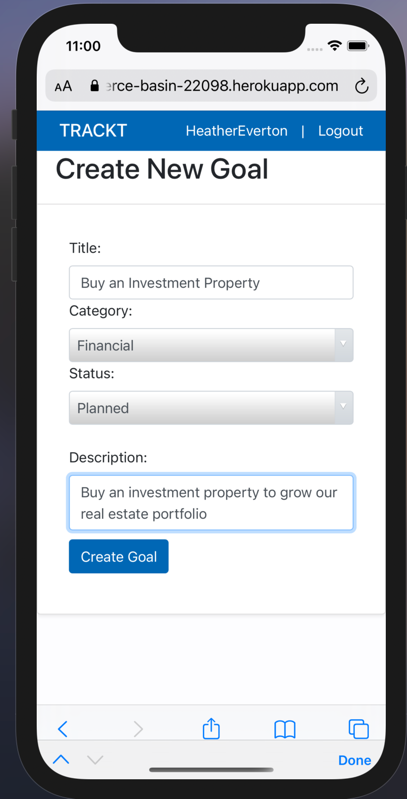 11:00
AA erce-basin-22098.herokuapp.com
TRACKT HeatherEverton | Logout
Create New Goal
Title:
Buy an Investment Property
Category:
Financial
Status:
Planned
Description:
Buy an investment property to grow our
real estate portfolio
Create Goal
Done